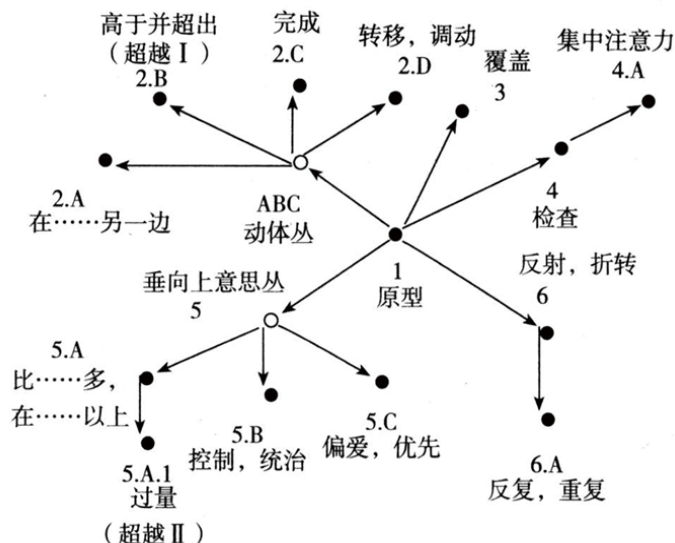 高于并超出
（超越Ⅰ）
2.B
完成
2.C
转移，调动
2.D
覆盖
3
集中注意力
4.A
2.A
在……另一边
ABC
动体丛
4
检查
1
原型
垂向上意思丛
5
反射，折转
6
5.A
比……多，
在……以上
5.B
控制，统治
5.C
偏爱，优先
5.A.1
过量
（超越Ⅱ）
6.A
反复，重复